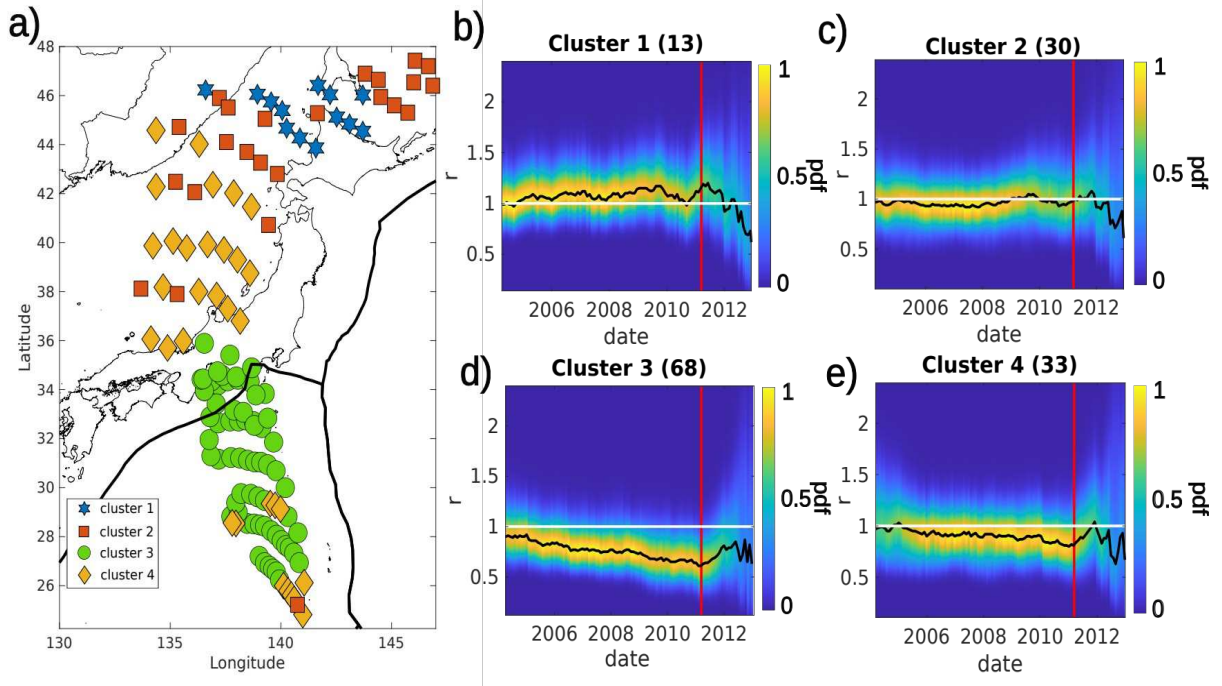 a)
48
46
44
42
40
38
36
34
32
30
28
26
Latitude
130
135
140
145
Longitude
cluster 1
cluster 2
cluster 3
cluster 4
b)
Cluster 1 (13)
2
1.5
1
0.5
r
2006 2008 2010 2012
date
1
0.5
0
pdf
c)
Cluster 2 (30)
2
1.5
1
0.5
r
2006 2008 2010 2012
date
1
0.5
0
pdf
d)
Cluster 3 (68)
2
1.5
1
0.5
r
2006 2008 2010 2012
date
1
0.5
0
pdf
e)
Cluster 4 (33)
2
1.5
1
0.5
r
2006 2008 2010 2012
date
1
0.5
0
pdf